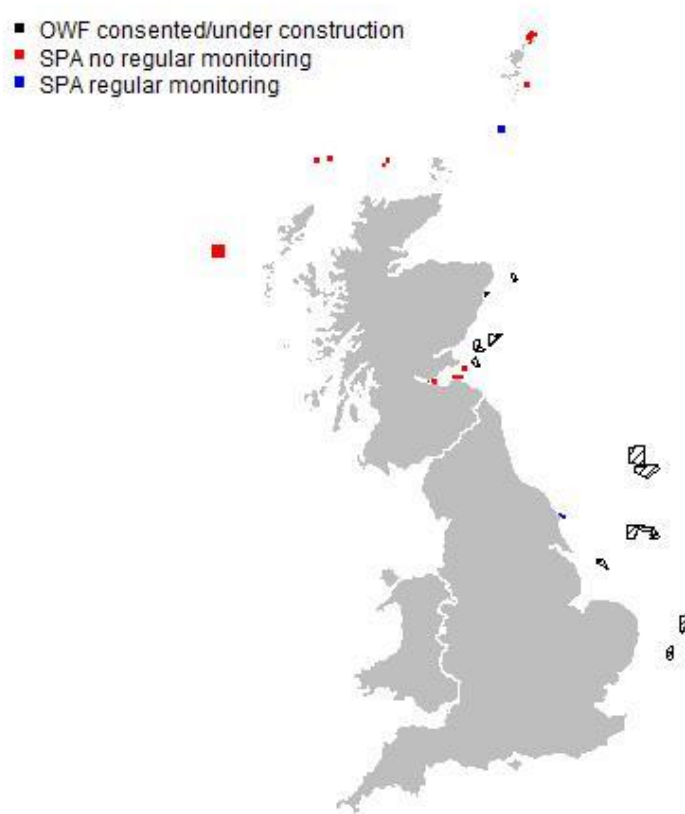 OWF consented/under construction
SPA no regular monitoring
SPA regular monitoring